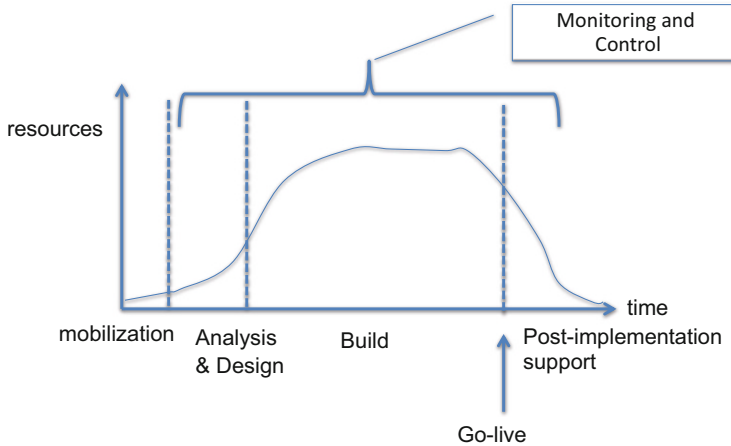 Monitoring and
Control
resources
time
mobilization
Analysis
& Design
Build
Post-implementation
support
Go-live